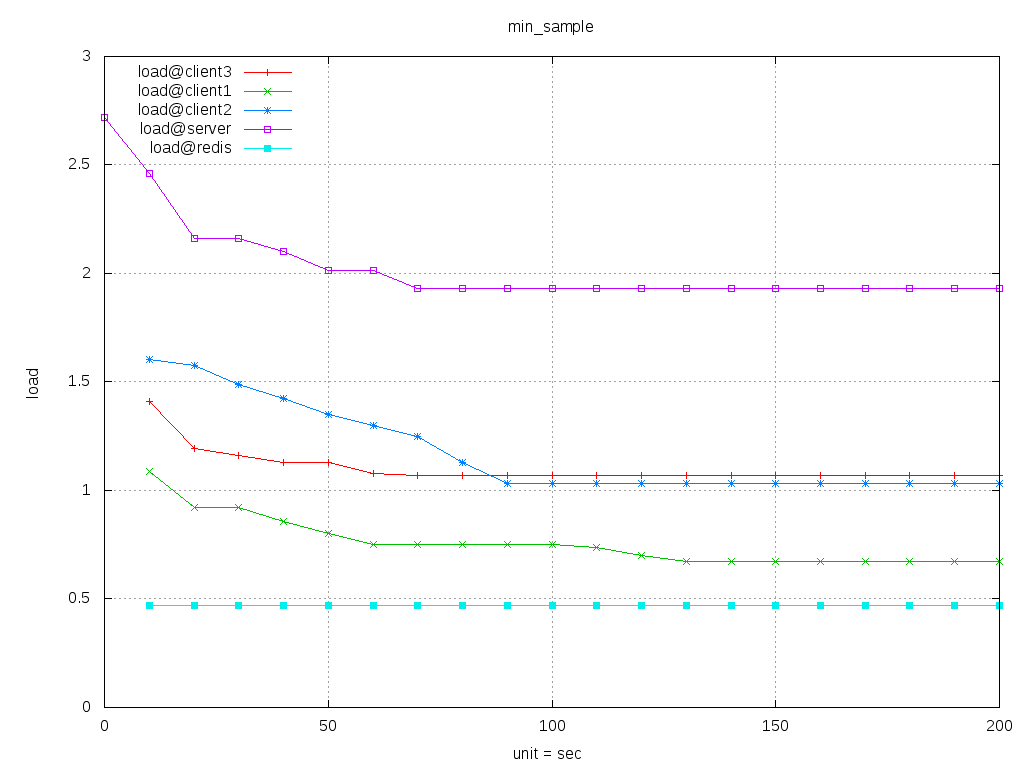 min_sample
load@client3
load@client1
load@client2
load@server
load@redis
3
2.5
2
1.5
1
0.5
0
load
0 50 100 150 200
unit = sec